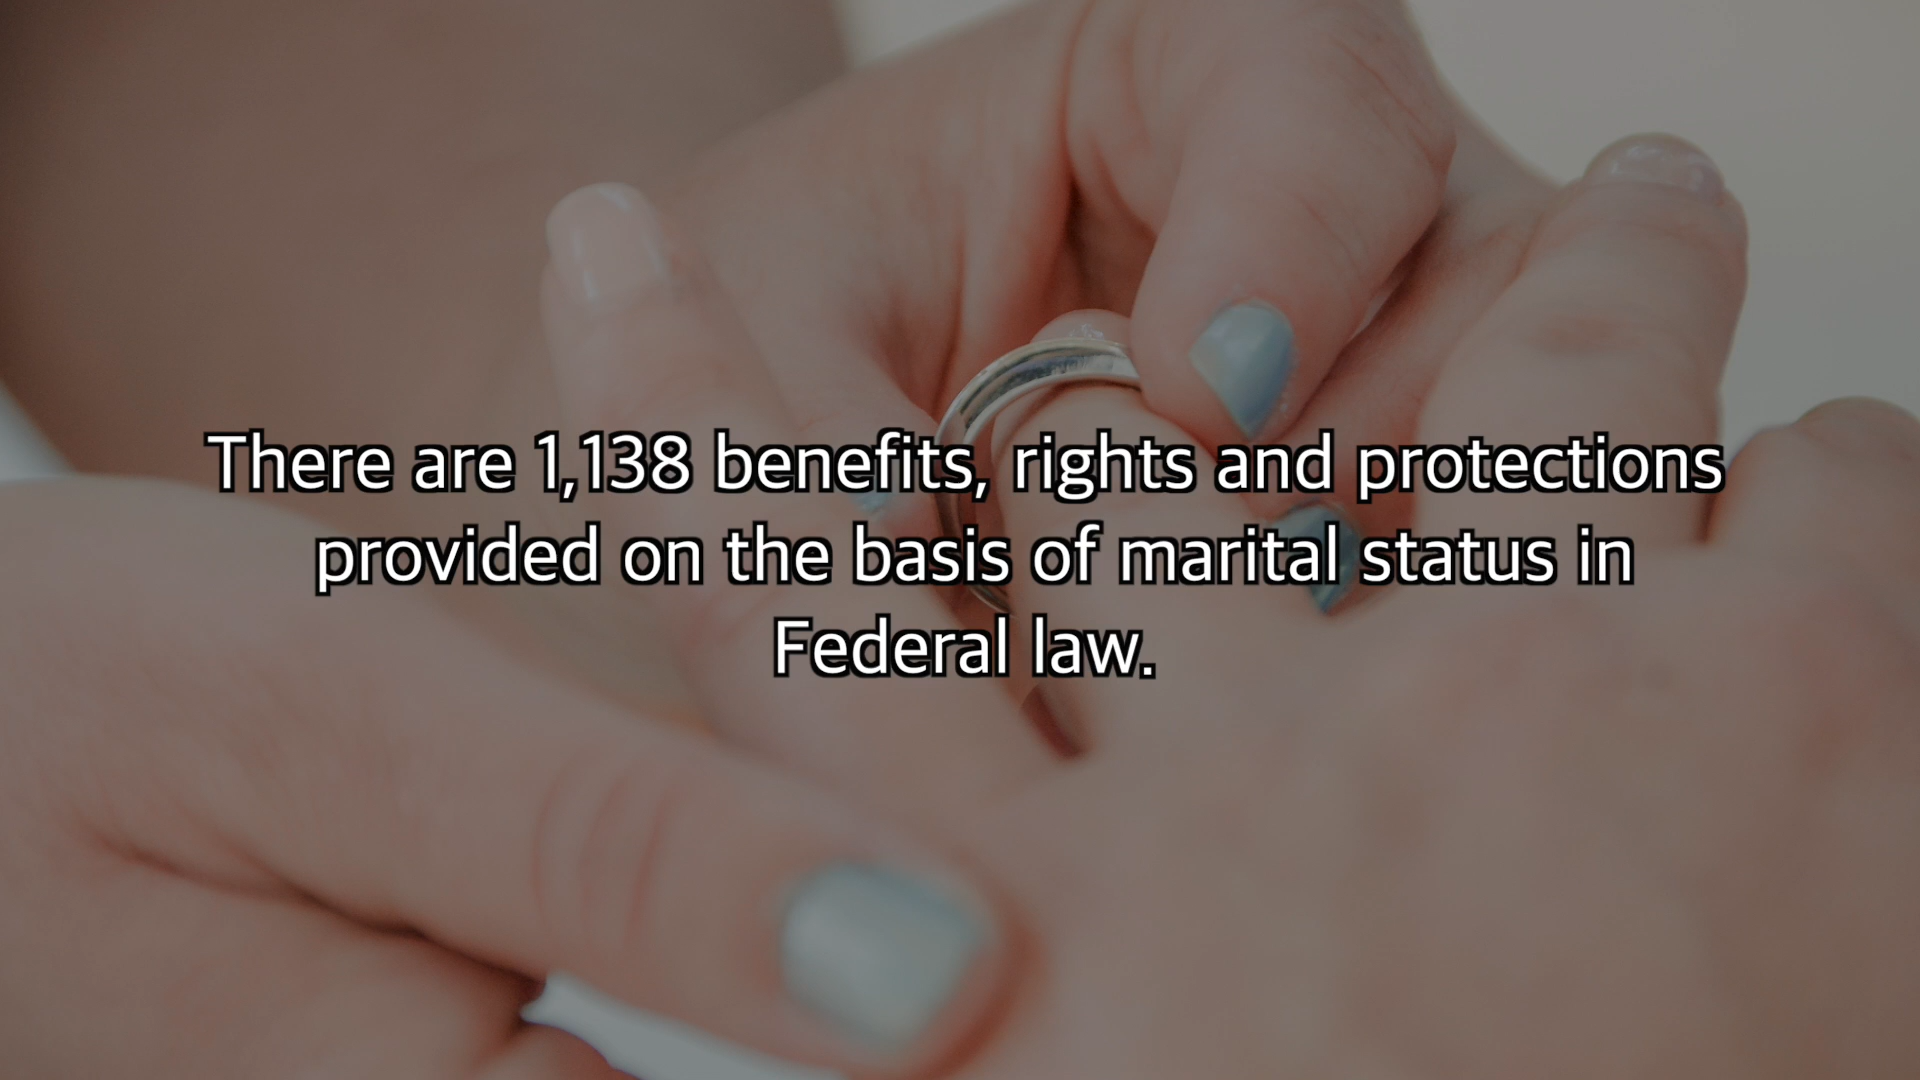 There are 1,138 benefits, rights and protections
provided on the basis of marital status in
Federal law.